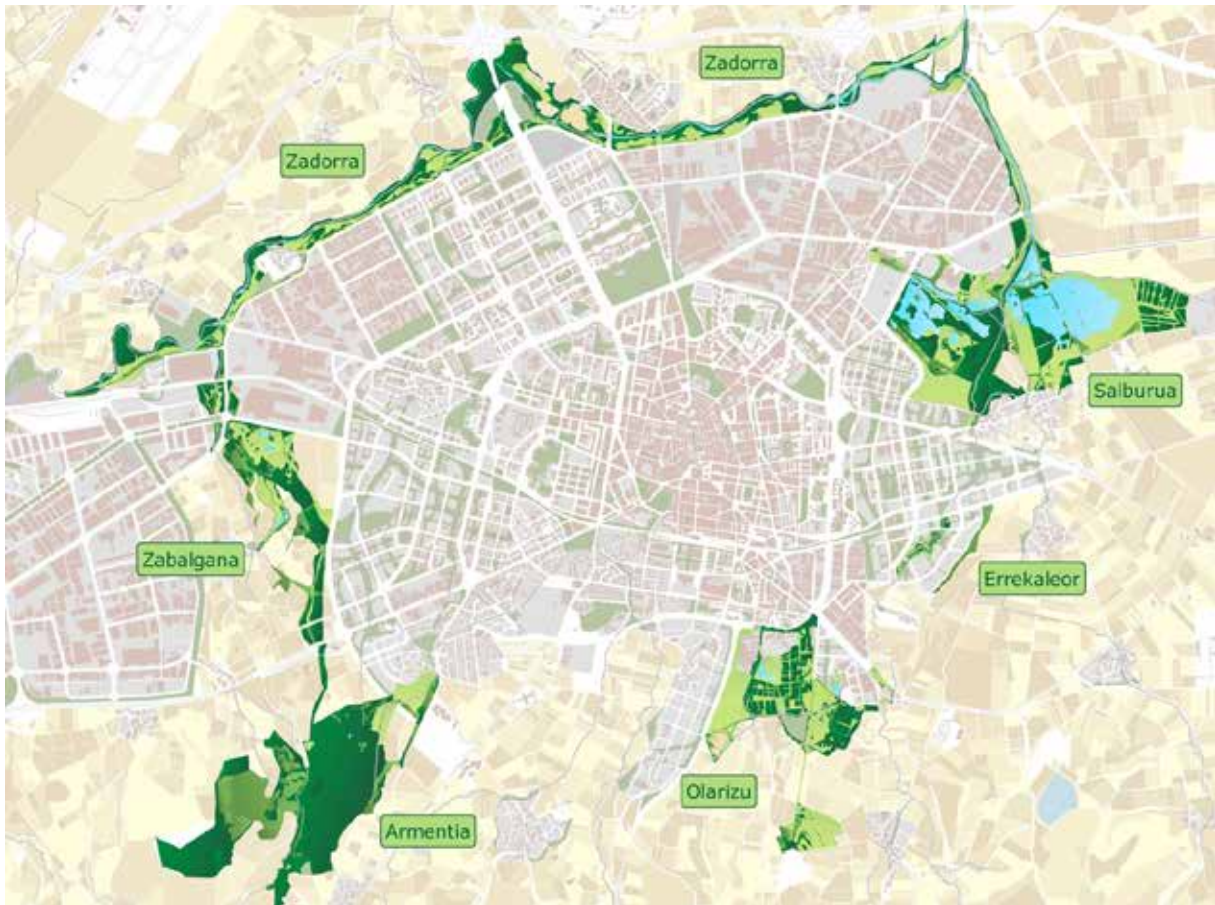 Zadorra
Zadorra
Salburua
Zabalgana
Errekaleor
Olarizu
Armentia